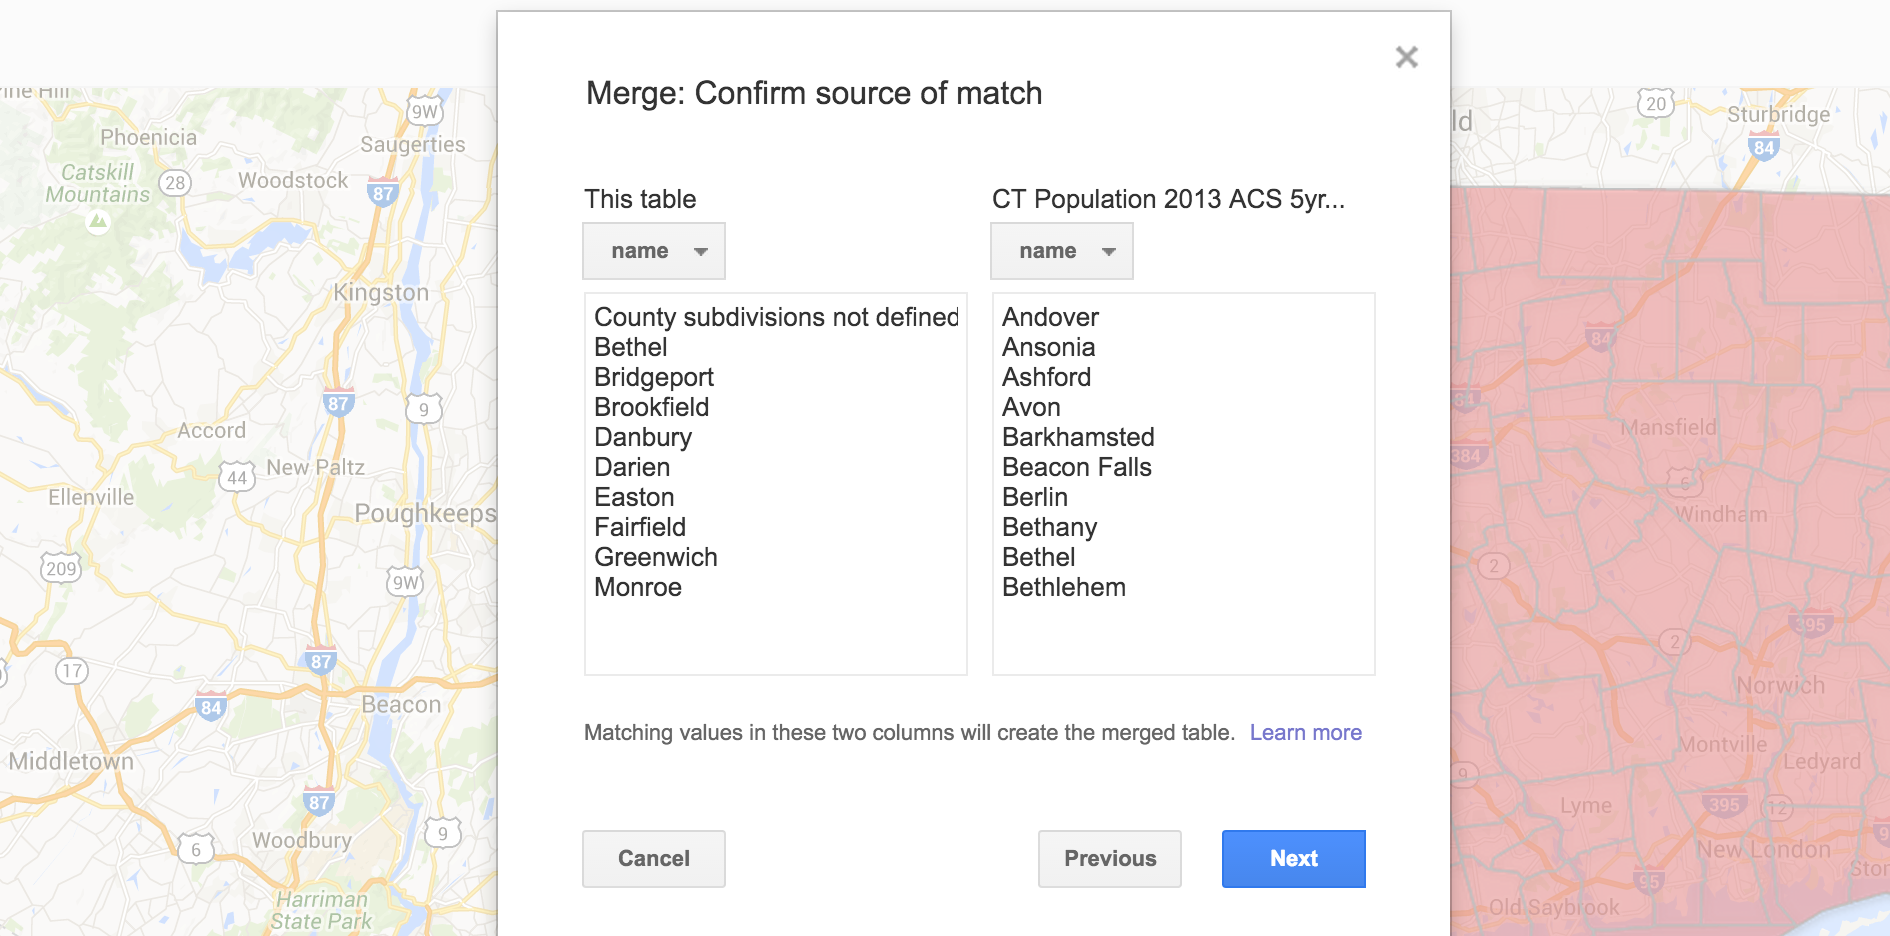 Merge: Confirm source of match
This table
CT Population 2013 ACS 5yr...
name
name
County subdivisions not defined
Bethel
Bridgeport
Brookfield
Danbury
Darien
Easton
Fairfield
Greenwich
Monroe
Andover
Ansonia
Ashford
Avon
Barkhamsted
Beacon Falls
Berlin
Bethany
Bethel
Bethlehem
Matching values in these two columns will create the merged table. Learn more
Cancel
Previous
Next
9W
Phoenicia
Saugerties
Catskill
Mountains
28
Woodstock
87
Kingston
87
9
Accord
44
New Paltz
Ellenville
Poughkeeps
209
9W
17
87
84
Beacon
Middletown
87
6
Woodbury
9
Harriman
State Park
ld
20
Sturbridge
84
84
84
Mansfield
384
6
Windham
2
395
2
Norwich
Montville
Ledyard
9
Lyme
395
12
New London
95
Old Saybrook